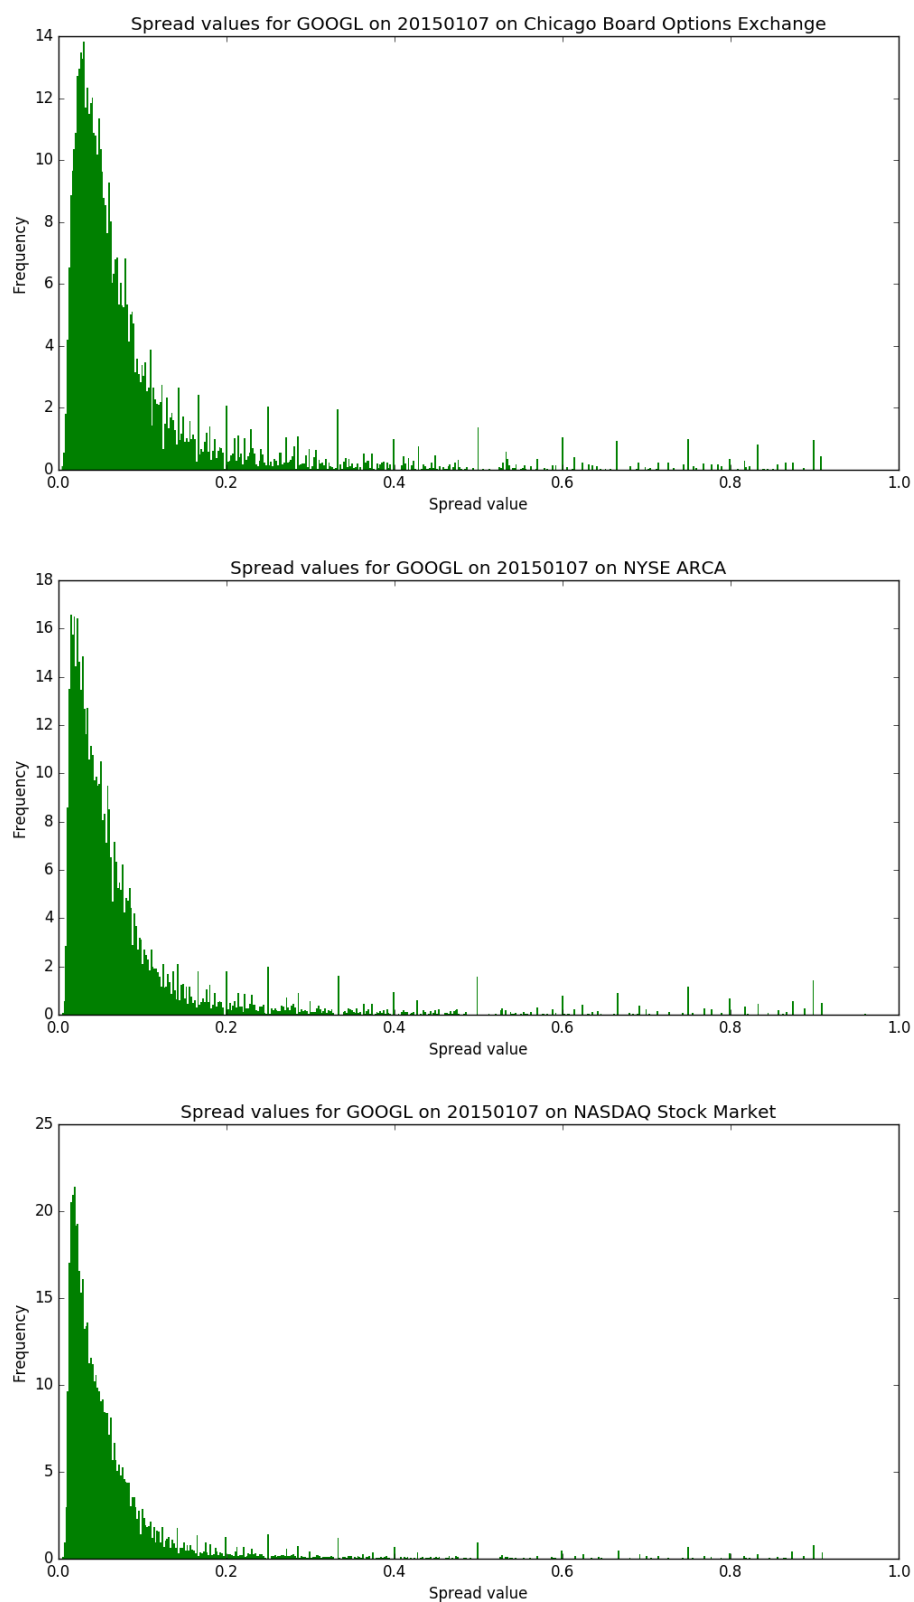 Spread values for GOOGL on 20150107 on Chicago Board Options Exchange
14
12
10
8
6
4
2
0
Frequency
0.0 0.2 0.4 0.6 0.8 1.0
Spread value
Spread values for GOOGL on 20150107 on NYSE ARCA
18
16
14
12
10
8
6
4
2
0
Frequency
0.0 0.2 0.4 0.6 0.8 1.0
Spread value
Spread values for GOOGL on 20150107 on NASDAQ Stock Market
25
20
15
10
5
0
Frequency
0.0 0.2 0.4 0.6 0.8 1.0
Spread value